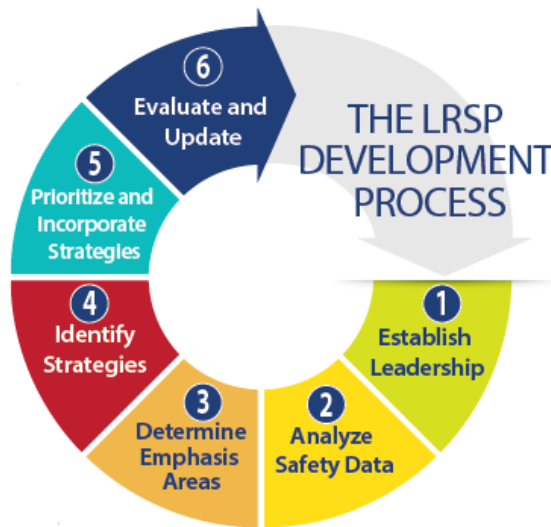 THE LRSP
DEVELOPMENT
PROCESS
1
Establish
Leadership
2
Analyze
Safety Data
3
Determine
Emphasis
Areas
4
Identify
Strategies
5
Prioritize and
Incorporate
Strategies
6
Evaluate and
Update